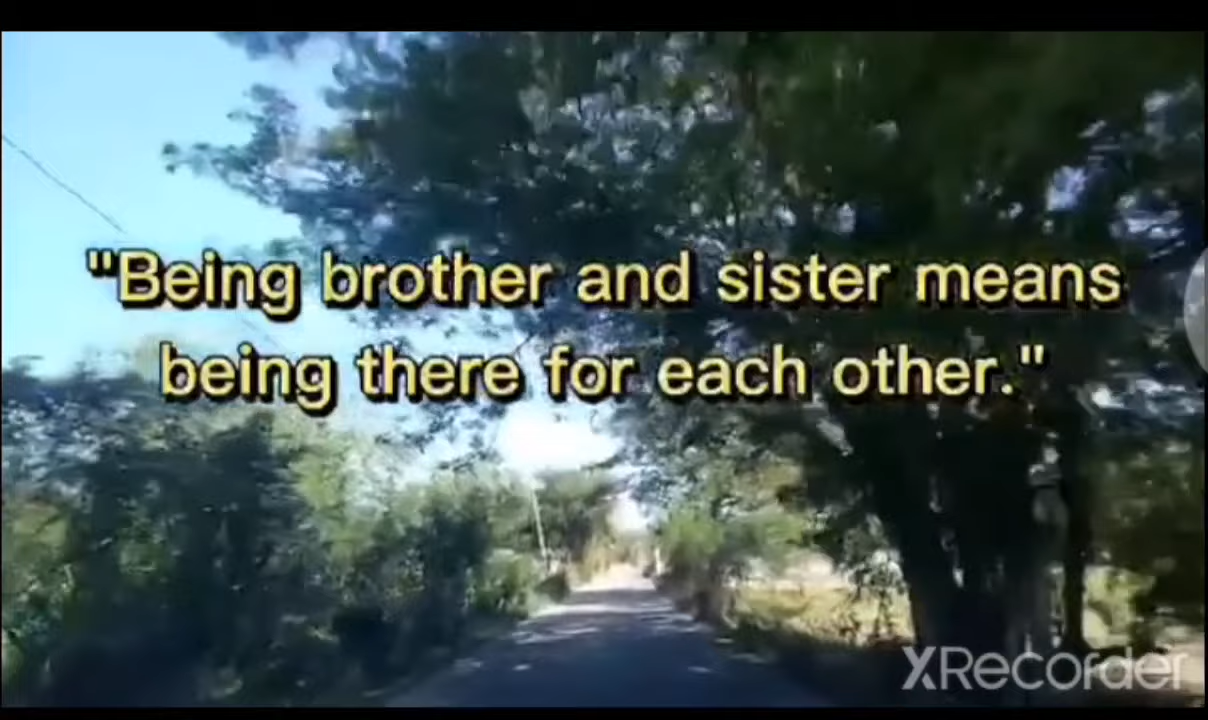 "Being brother and sister means
being there for each other."
XRecorder